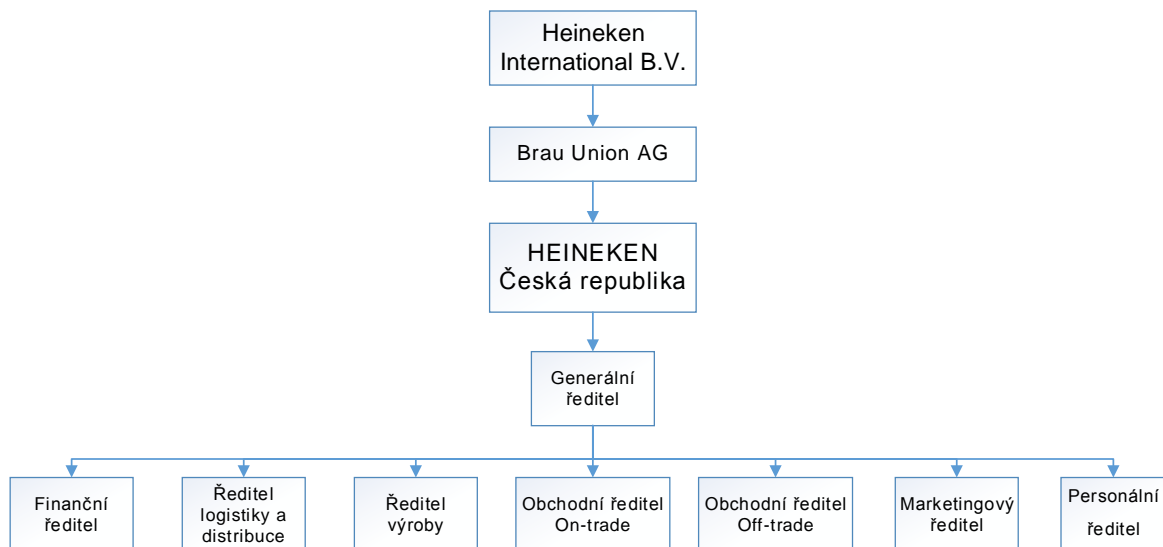 Heineken
International B.V.
Brau Union AG
HEINEKEN
Česká republika
Generální
ředitel
Finanční
ředitel
Ředitel
logistiky a
distribuce
Ředitel
výroby
Obchodní ředitel
On-trade
Obchodní ředitel
Off-trade
Marketingový
ředitel
Personální
ředitel